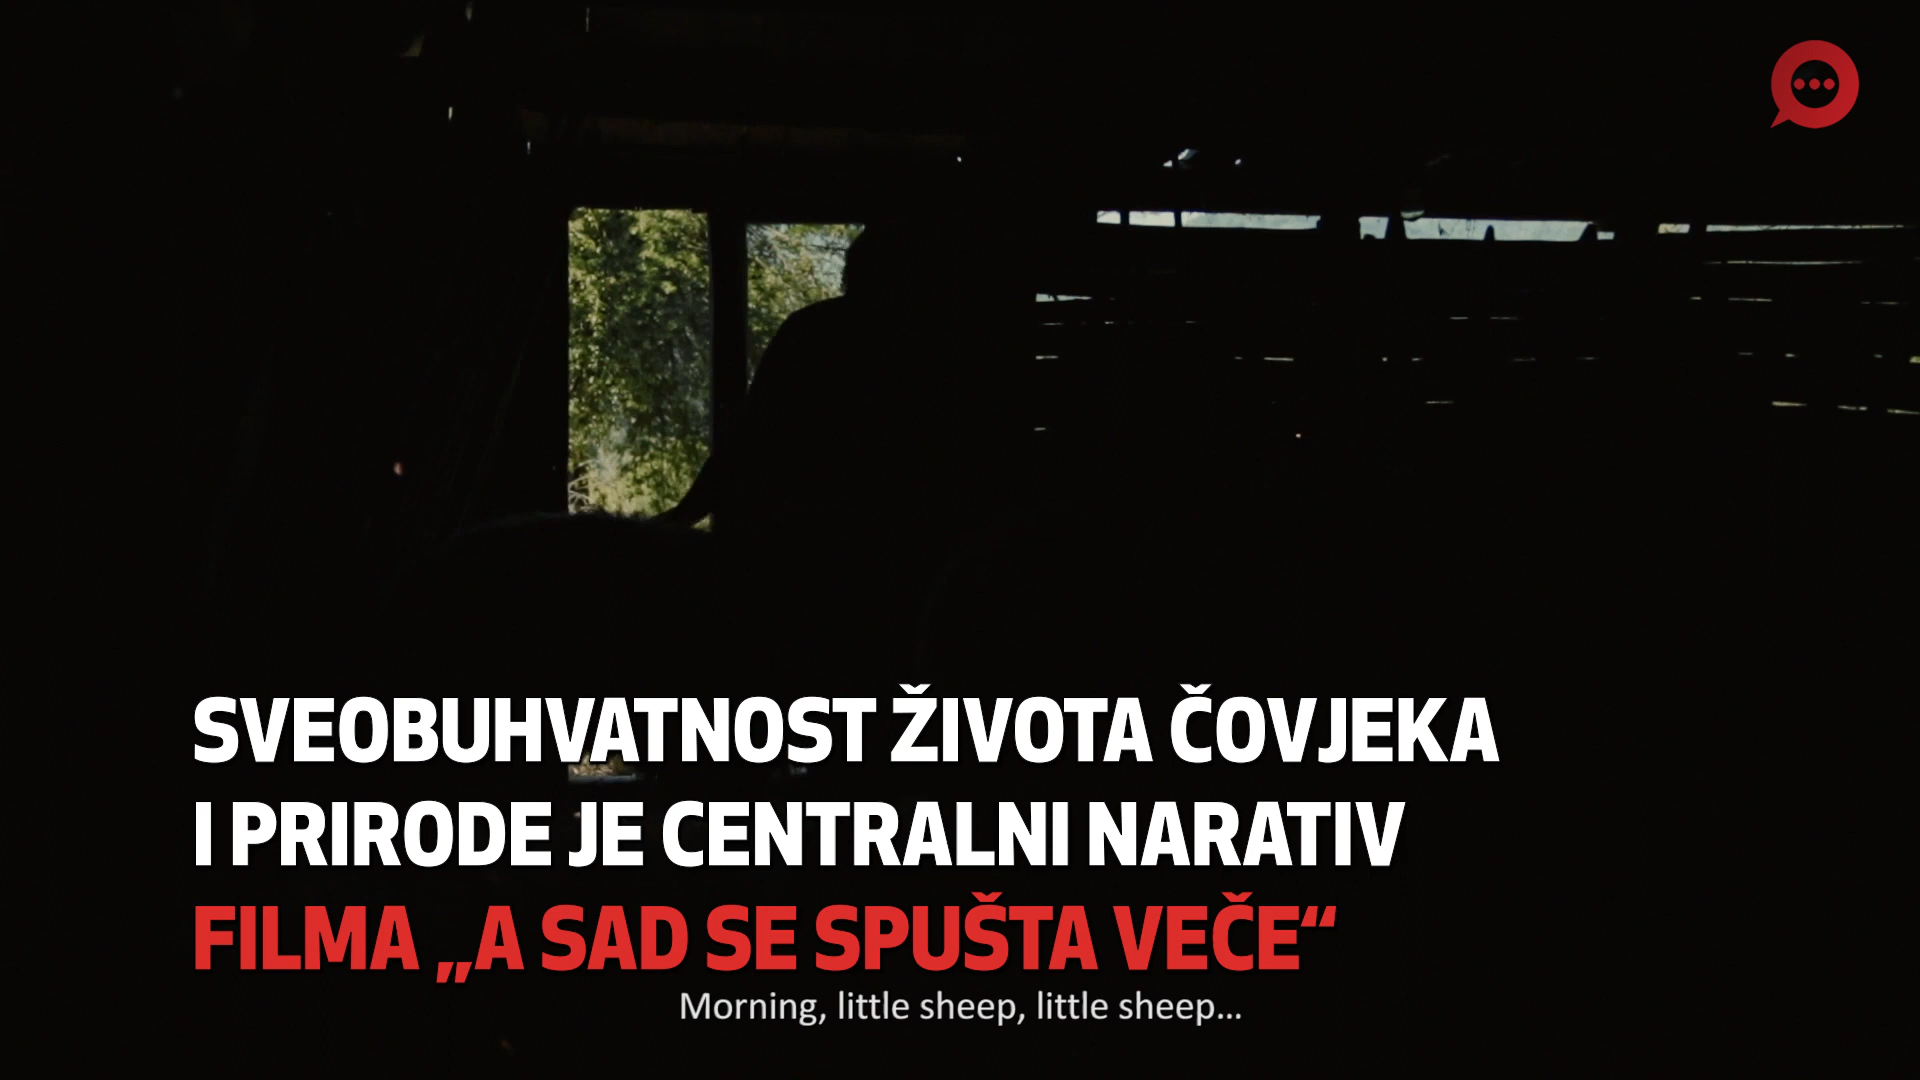 SVEOBUHVATNOST ŽIVOTA ČOVJEKA
I PRIRODE JE CENTRALNI NARATIV
FILMA „A SAD SE SPUŠTA VEČE“
Morning, little sheep, little sheep...